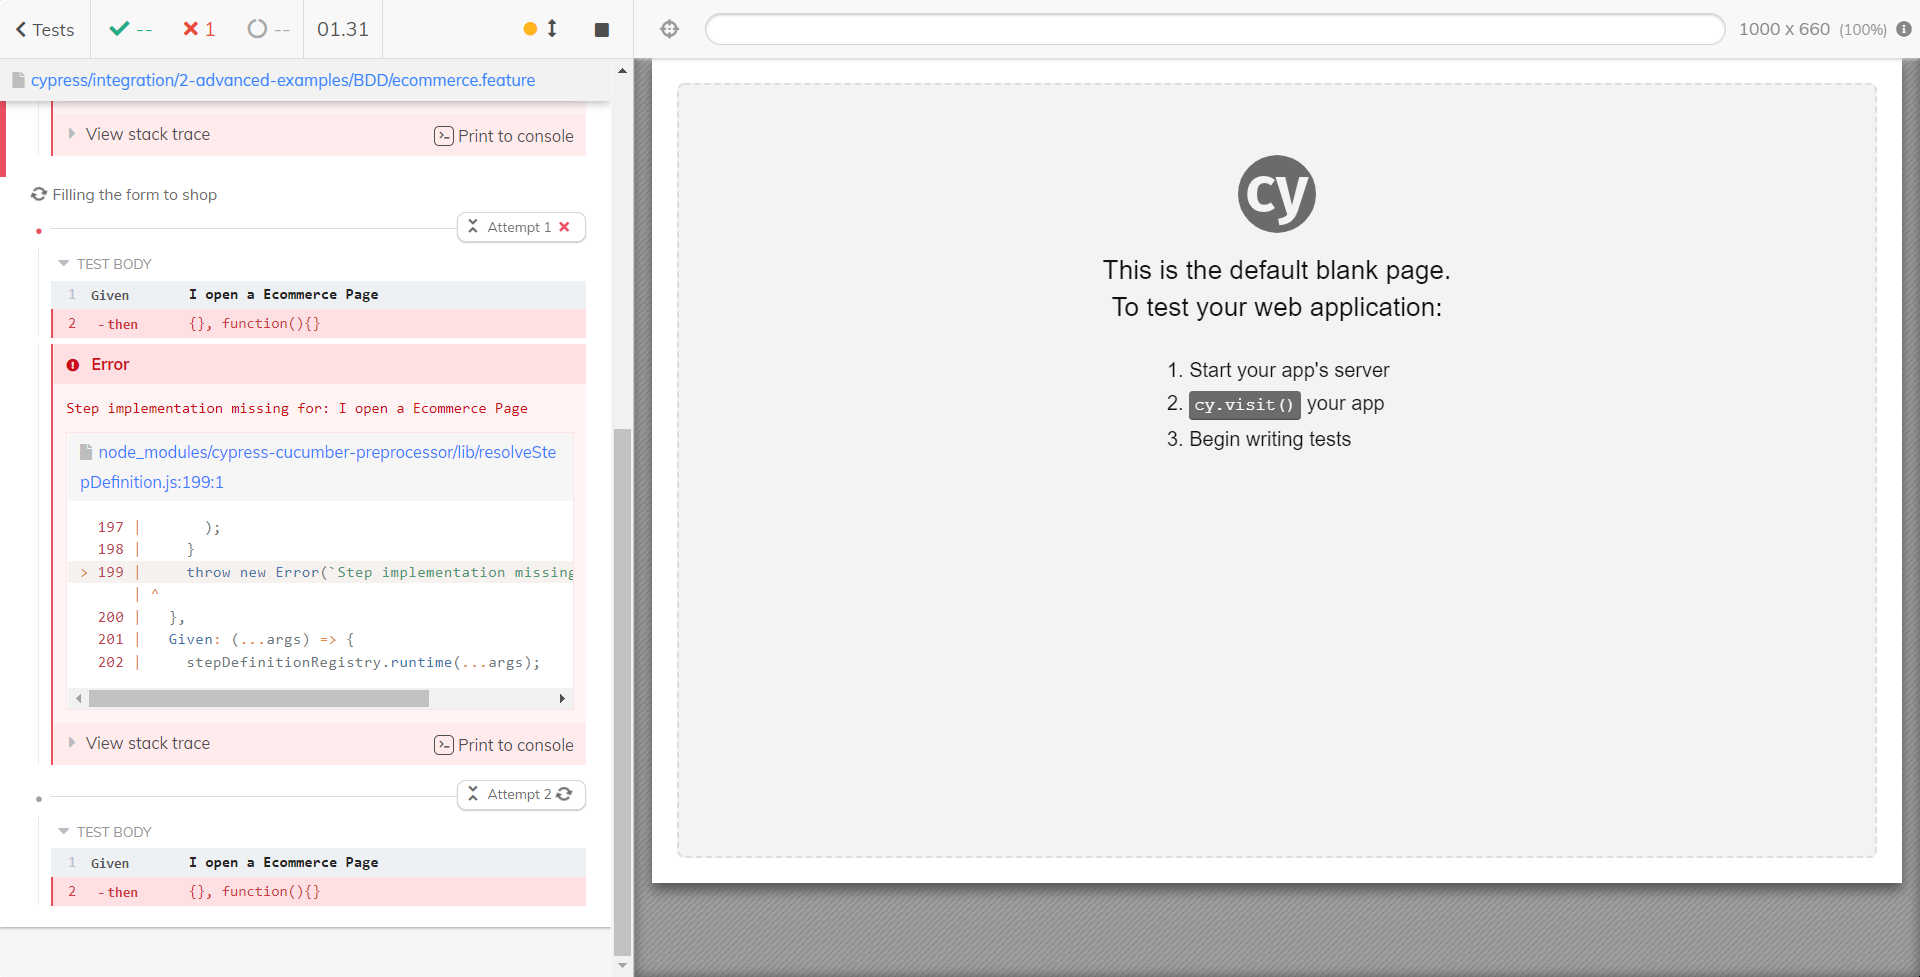 Tests
--
1
--
01.31
1000 x 660 (100%)
cypress/integration/2-advanced-examples/BDD/ecommerce.feature
View stack trace
Print to console
Filling the form to shop
Attempt 1
TEST BODY
1 Given I open a Ecommerce Page
2 -then {}, function(){}
Error
Step implementation missing for: I open a Ecommerce Page
node_modules/cypress-cucumber-preprocessor/lib/resolveSte
pDefinition.js:199:1
197 | );
198 | }
> 199 | throw new Error(`Step implementation missing
| ^
200 | },
201 | Given: (...args) => {
202 | stepDefinitionRegistry.runtime(...args);
View stack trace
Print to console
Attempt 2
TEST BODY
1 Given I open a Ecommerce Page
2 -then {}, function(){}
cy
This is the default blank page.
To test your web application:
1. Start your app's server
2. cy.visit() your app
3. Begin writing tests